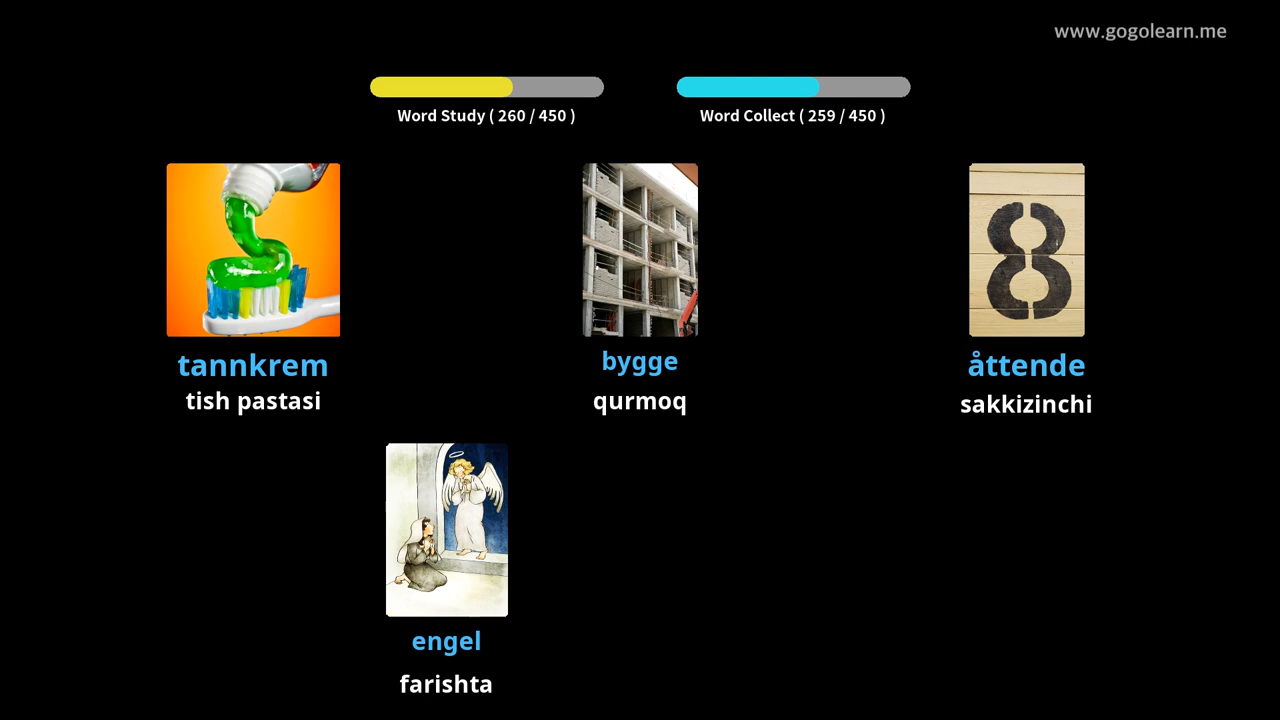 www.gogolearn.me
Word Study ( 260 / 450 )
Word Collect ( 259 / 450 )
8
tannkrem
tish pastasi
bygge
qurmoq
åttende
sakkizinchi
engel
farishta